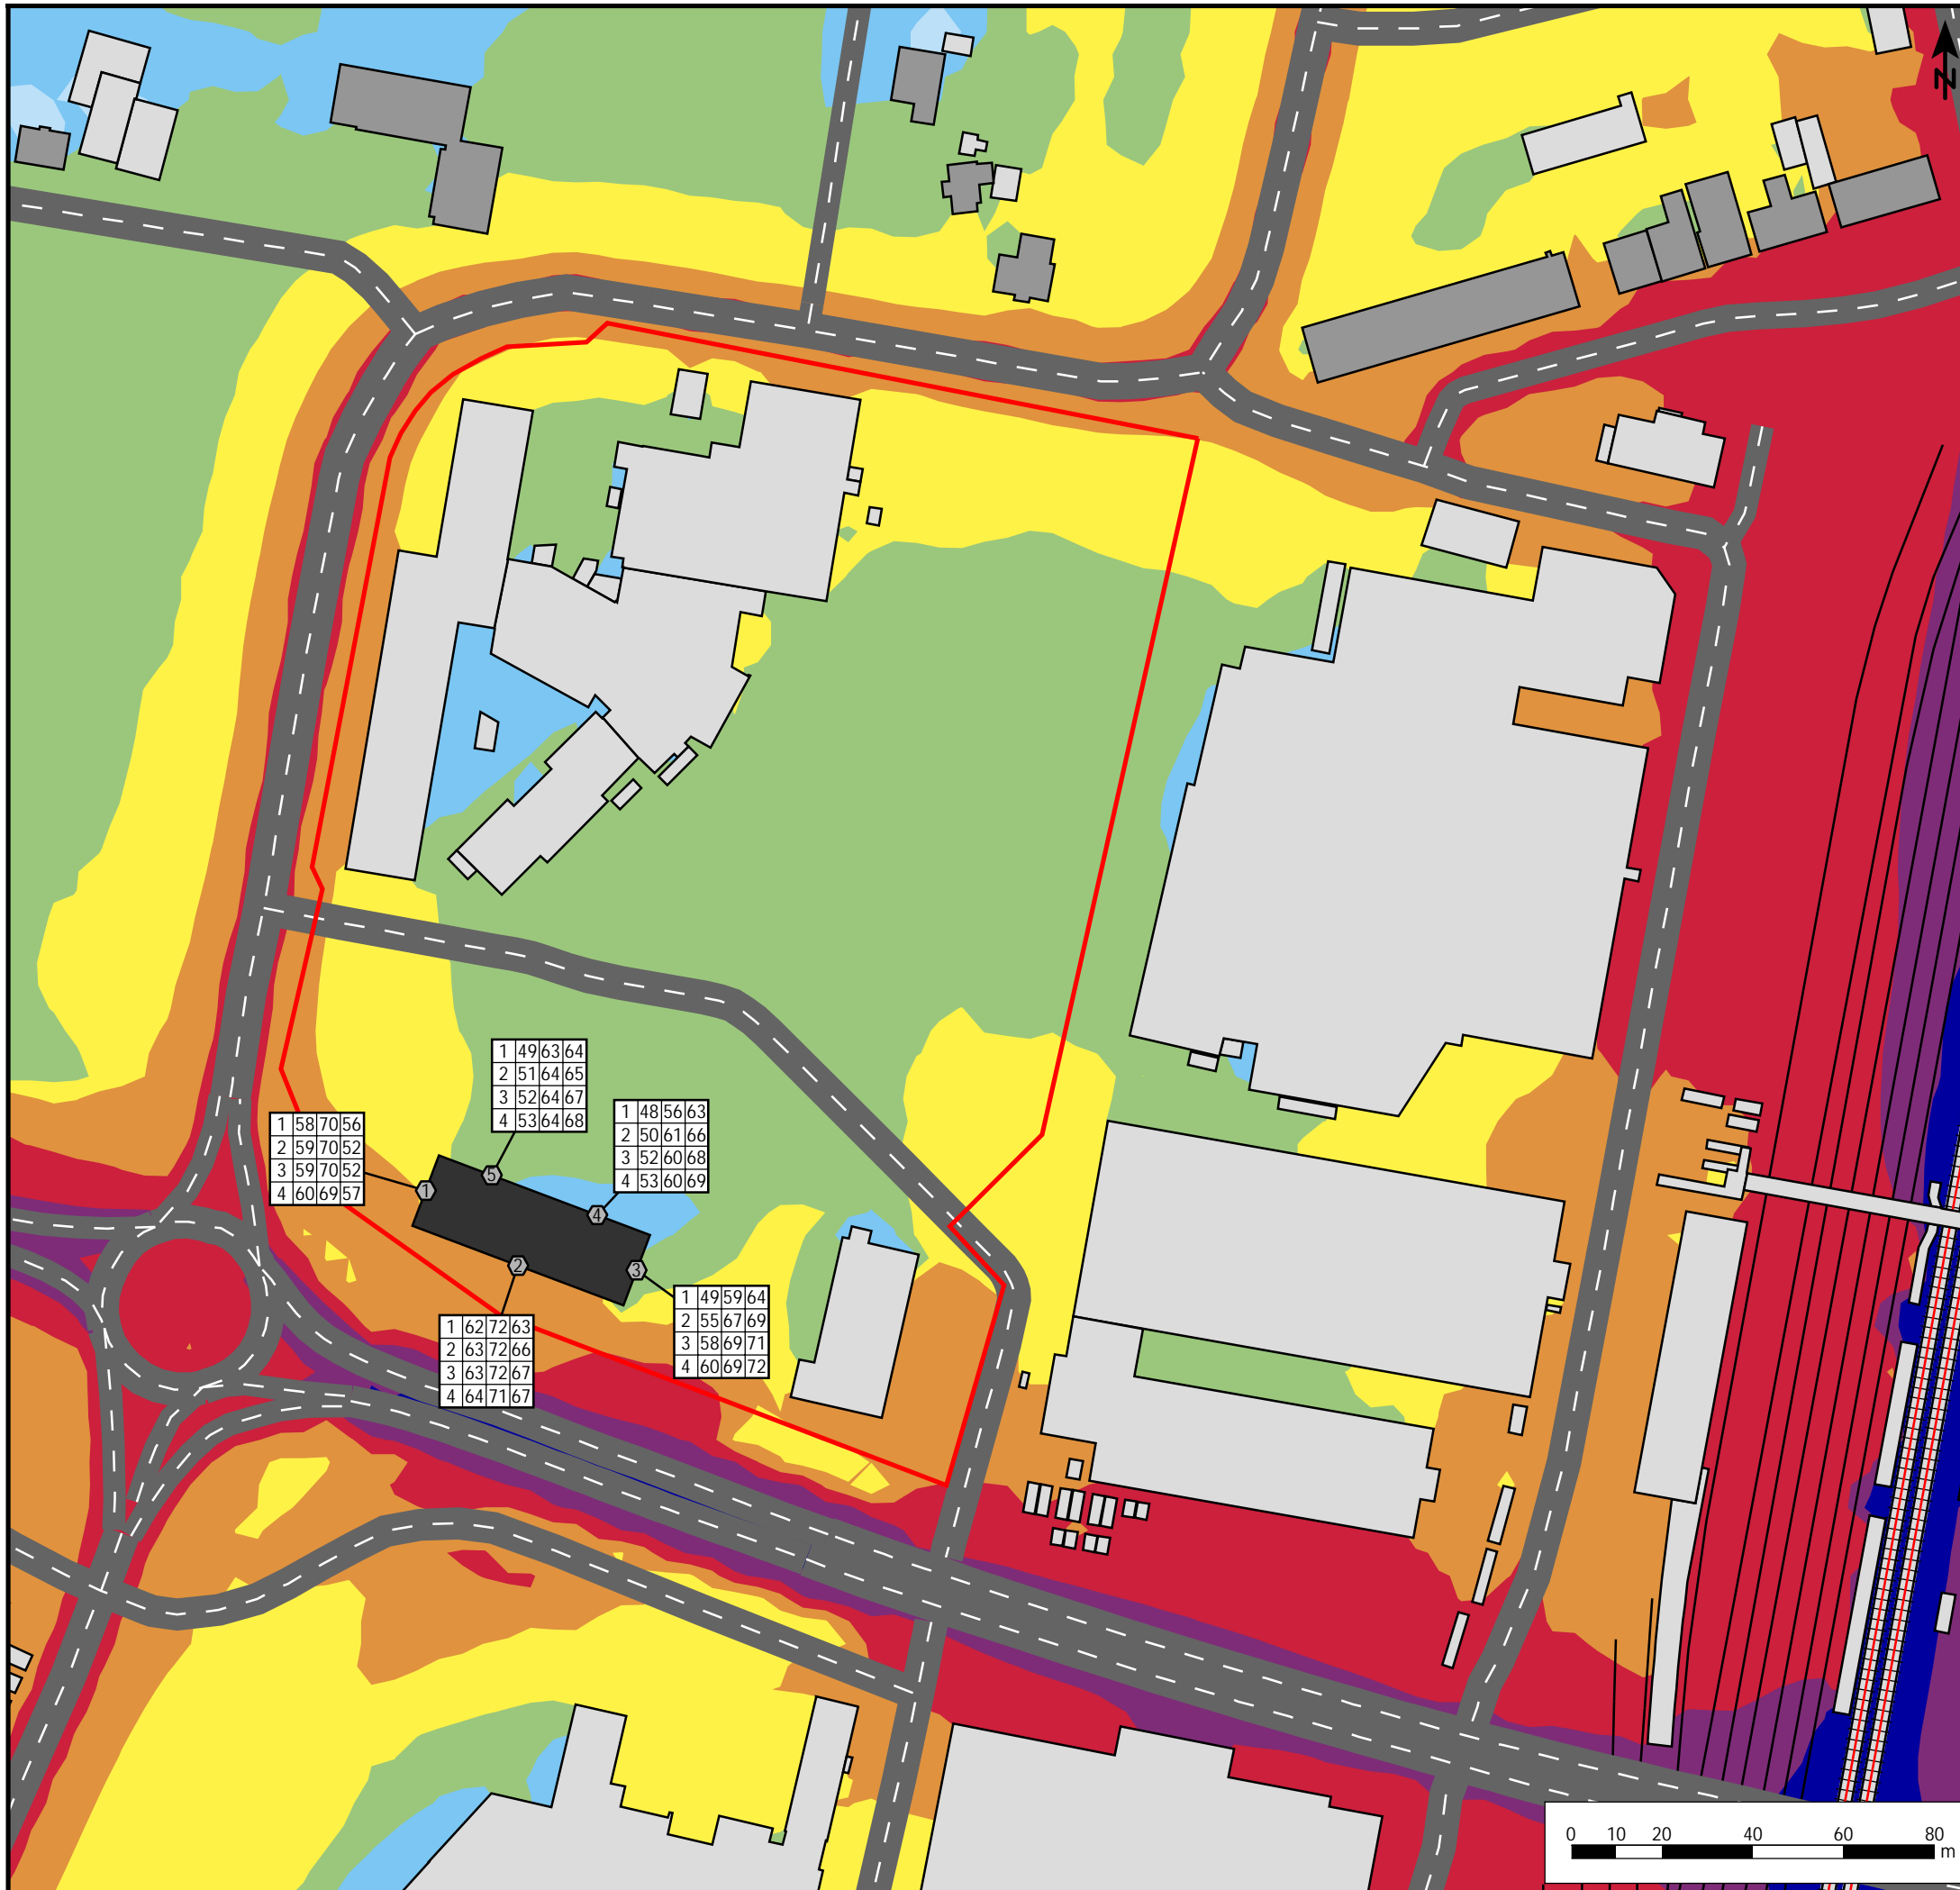 N
1 49 63 64
2 51 64 65
3 52 64 67
4 53 64 68
1 48 56 63
2 50 61 66
3 52 60 68
4 53 60 69
1 58 70 56
2 59 70 52
3 59 70 52
4 60 69 57
5
1
4
2
3
1 49 59 64
2 55 67 69
3 58 69 71
4 60 69 72
1 62 72 63
2 63 72 66
3 63 72 67
4 64 71 67
0 10 20 40 60 80
m